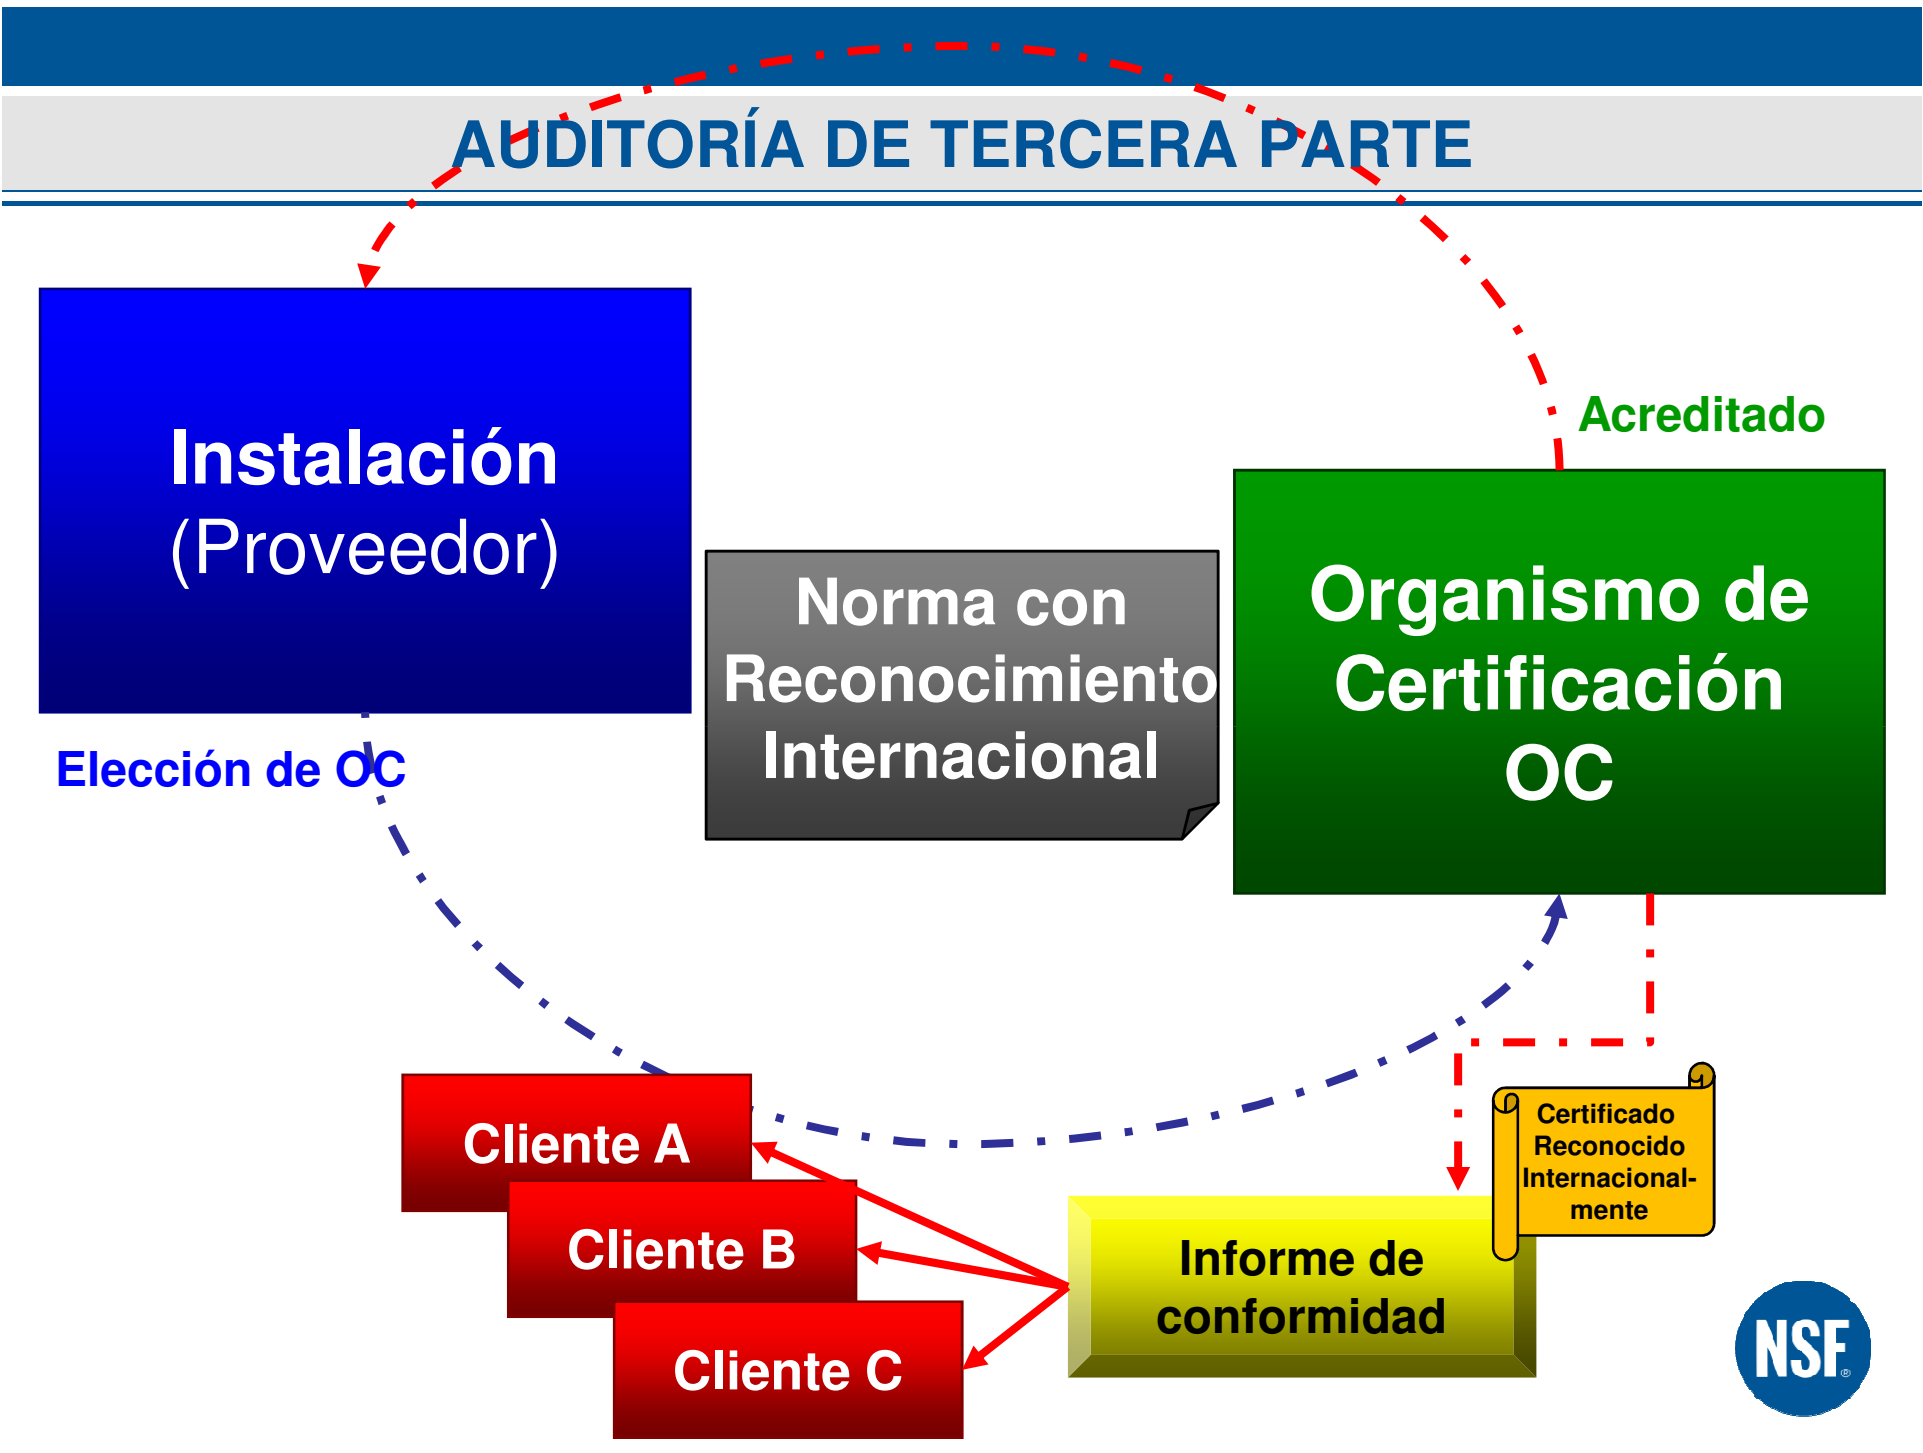 AUDITORÍA DE TERCERA PARTE
Instalación
(Proveedor)
Elección de OC
Norma con
Reconocimiento
Internacional
Acreditado
Organismo de
Certificación
OC
Cliente A
Cliente B
Cliente C
Informe de
conformidad
Certificado
Reconocido
Internacional-
mente
NSF®